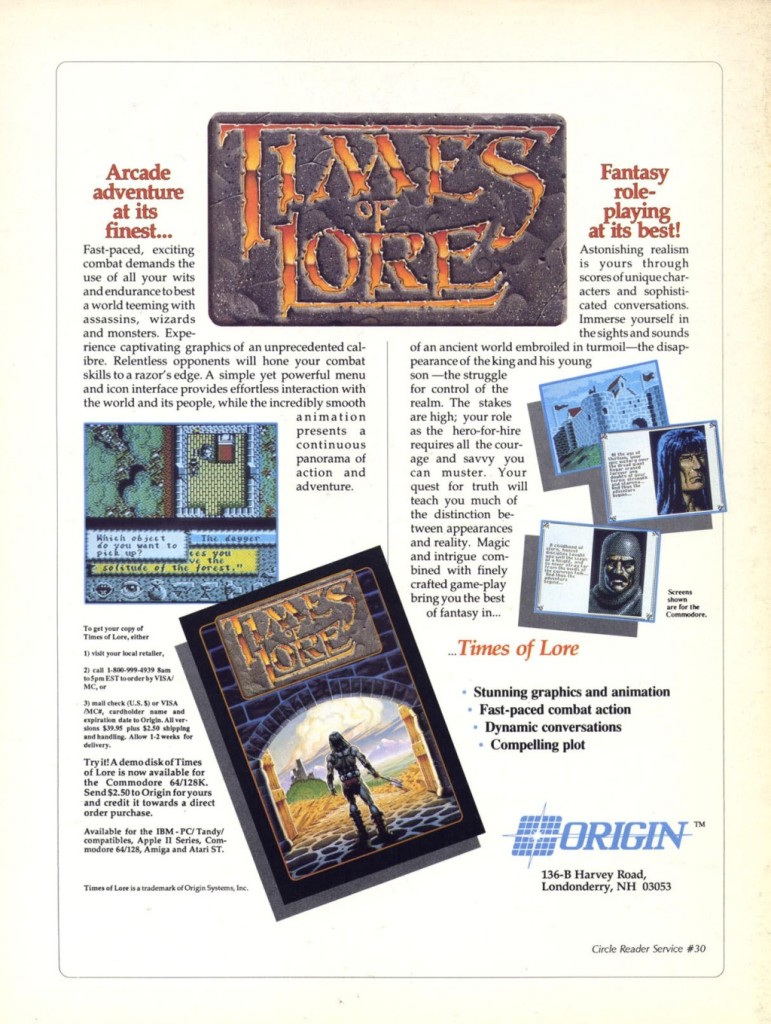 TIMES
OF
LORE
Arcade
adventure
at its
finest...
Fast-paced, exciting
combat demands the
use of all your wits
and endurance to best
a world teeming with
assassins, wizards
and monsters. Expe-
rience captivating graphics of an unprecedented cal-
ibre. Relentless opponents will hone your combat
skills to a razor's edge. A simple yet powerful menu
and icon interface provides effortless interaction with
the world and its people, while the incredibly smooth
animation
presents a
continuous
panorama of
action and
adventure.
Which object
do you want to
pick up?
The dapper
ees you
ve the
solitude of the forest."
To get your copy of
Times of Lore, either
1) visit your local retailer,
2) call 1-800-999-4939 8am
to 5pm EST to order by VISA/
MC, or
3) mail check (U.S. $) or VISA
/MC#, cardholder name and
expiration date to Origin. All ver-
sions $39.95 plus $2.50 shipping
and handling. Allow 1-2 weeks for
delivery.
Try it! A demo disk of Times
of Lore is now available for
the Commodore 64/128K.
Send $2.50 to Origin for yours
and credit it towards a direct
order purchase.
Available for the IBM - PC/ Tandy/
compatibles, Apple II Series, Com-
modore 64/128, Amiga and Atari ST.
Times of Lore is a trademark of Origin Systems, Inc.
TIMES
OF
LORE
Fantasy
role-
playing
at its best!
Astonishing realism
is yours through
scores of unique char-
acters and sophisti-
cated conversations.
Immerse yourself in
the sights and sounds
of an ancient world embroiled in turmoil—the disap-
pearance of the king and his young
son —the struggle
for control of the
realm. The stakes
are high; your role
as the hero-for-hire
requires all the cour-
age and savvy you
can muster. Your
quest for truth will
teach you much of
the distinction be-
tween appearances
and reality. Magic
and intrigue com-
bined with finely
crafted game-play
bring you the best
of fantasy in...
Screens
shown
are for the
Commodore.
...Times of Lore
• Stunning graphics and animation
• Fast-paced combat action
• Dynamic conversations
• Compelling plot
ORIGIN™
136-B Harvey Road,
Londonderry, NH 03053
Circle Reader Service #30